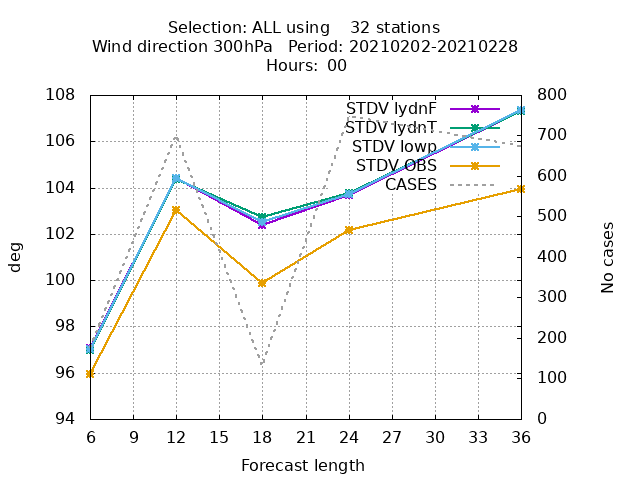 Selection: ALL using    32 stations
Wind direction 300hPa   Period: 20210202-20210228
Hours:  00
STDV lydnF
STDV lydnT
STDV lowp
STDV OBS
CASES
108
106
104
102
100
98
96
94
deg
800
700
600
500
400
300
200
100
0
No cases
6 9 12 15 18 21 24 27 30 33 36
Forecast length